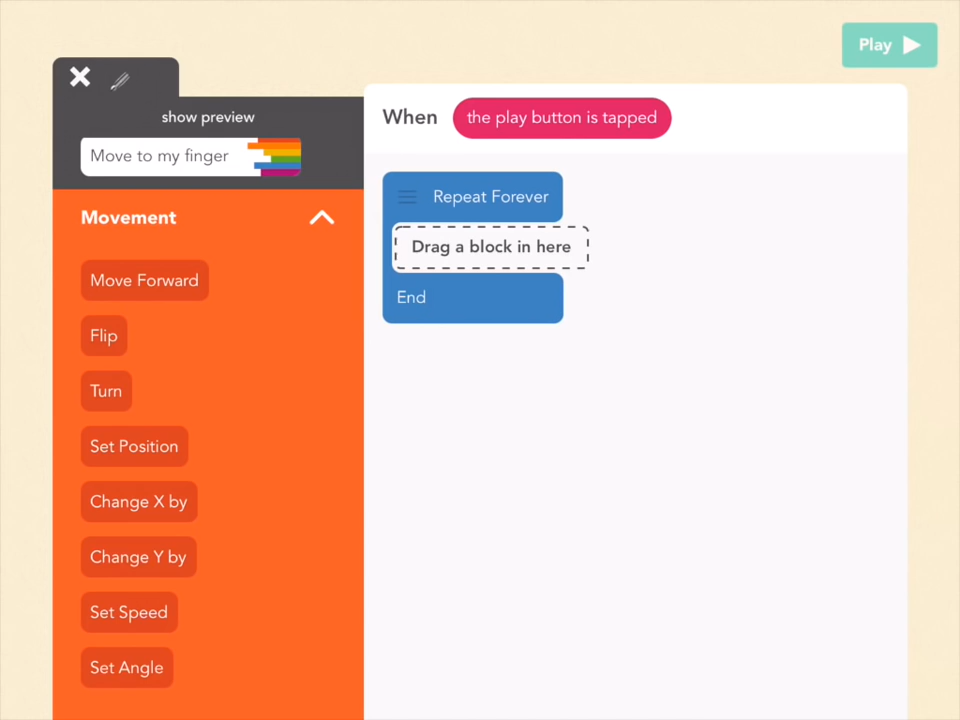 Play
show preview
Move to my finger
When the play button is tapped
Movement
Repeat Forever
Drag a block in here
End
Move Forward
Flip
Turn
Set Position
Change X by
Change Y by
Set Speed
Set Angle